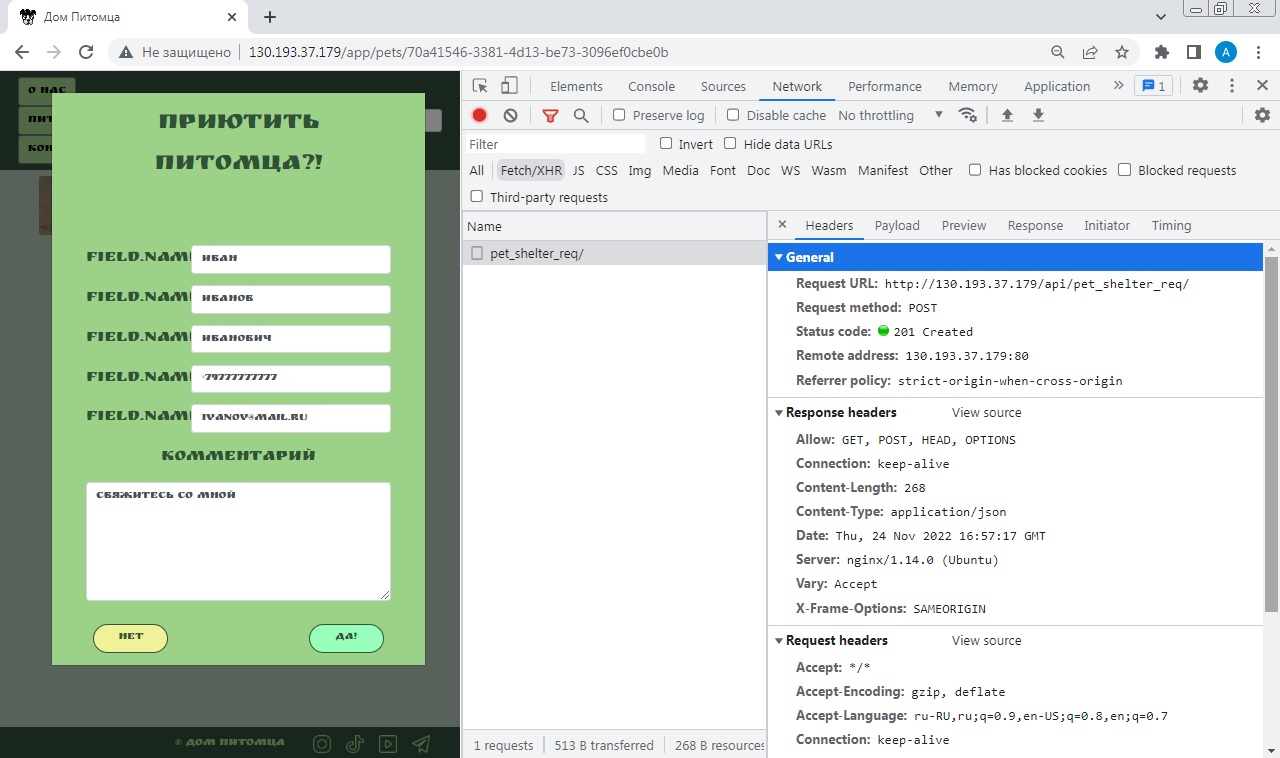 Дом Питомца
Не защищено
130.193.37.179/app/pets/70a41546-3381-4d13-be73-3096ef0cbe0b
А
О НАС
ПИТ
КОН
ПРИЮТИТЬ
ПИТОМЦА?!
FIELD.NAM
ИВАН
FIELD.NAM
ИВАНОВ
FIELD.NAM
ИВАНОВИЧ
FIELD.NAM
+79777777777
FIELD.NAM
IVANOV@MAIL.RU
КОММЕНТАРИЙ
СВЯЖИТЕСЬ СО МНОЙ
НЕТ
ДА!
© ДОМ ПИТОМЦА
Elements Console Sources Network Performance Memory Application » 1
Preserve log Disable cache No throttling
Filter Invert Hide data URLs
All Fetch/XHR JS CSS Img Media Font Doc WS Wasm Manifest Other Has blocked cookies Blocked requests
Third-party requests
Name
pet_shelter_req/
1 requests 513 B transferred 268 B resources
Headers Payload Preview Response Initiator Timing
General
Request URL: http://130.193.37.179/api/pet_shelter_req/
Request method: POST
Status code: 201 Created
Remote address: 130.193.37.179:80
Referrer policy: strict-origin-when-cross-origin
Response headers View source
Allow: GET, POST, HEAD, OPTIONS
Connection: keep-alive
Content-Length: 268
Content-Type: application/json
Date: Thu, 24 Nov 2022 16:57:17 GMT
Server: nginx/1.14.0 (Ubuntu)
Vary: Accept
X-Frame-Options: SAMEORIGIN
Request headers View source
Accept: */*
Accept-Encoding: gzip, deflate
Accept-Language: ru-RU,ru;q=0.9,en-US;q=0.8,en;q=0.7
Connection: keep-alive